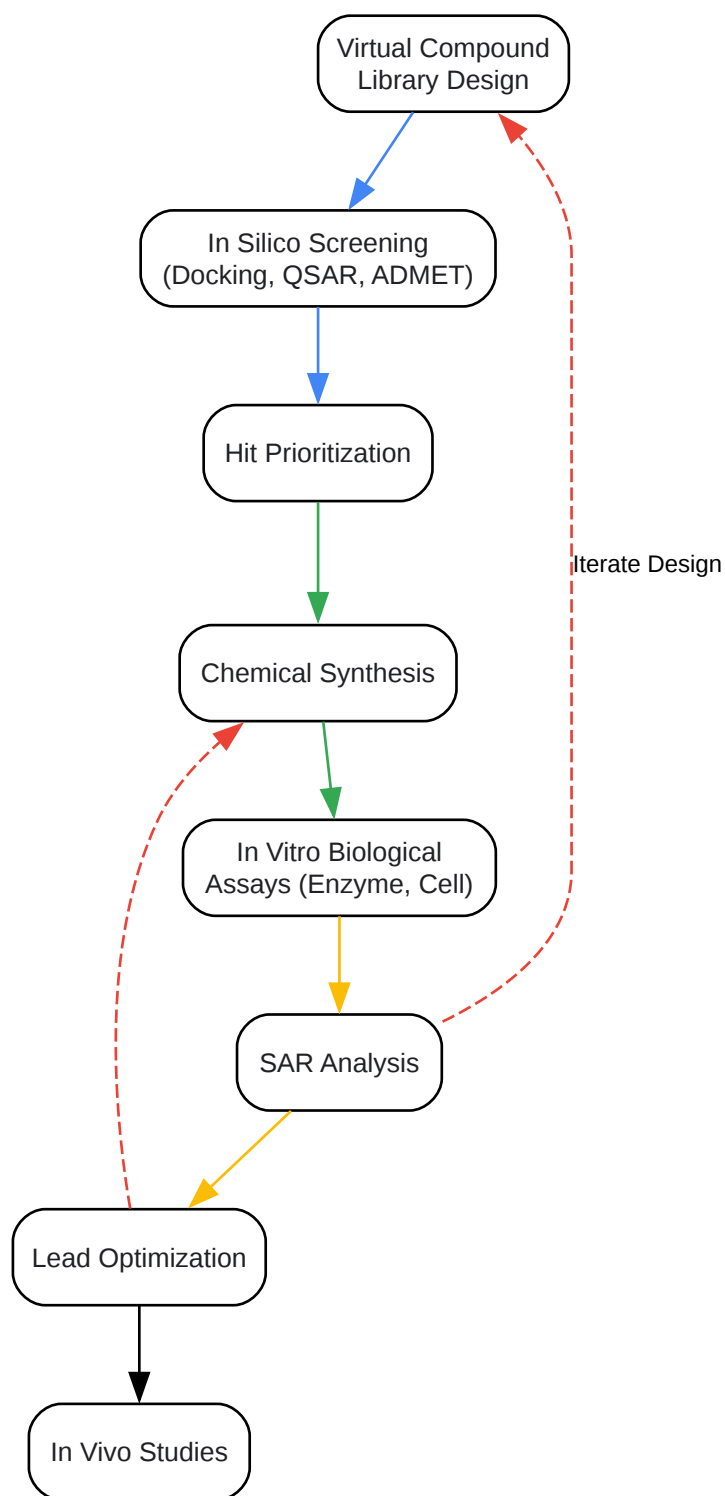 Virtual Compound
Library Design
In Silico Screening
(Docking, QSAR, ADMET)
Hit Prioritization
Iterate Design
Chemical Synthesis
In Vitro Biological
Assays (Enzyme, Cell)
SAR Analysis
Lead Optimization
In Vivo Studies